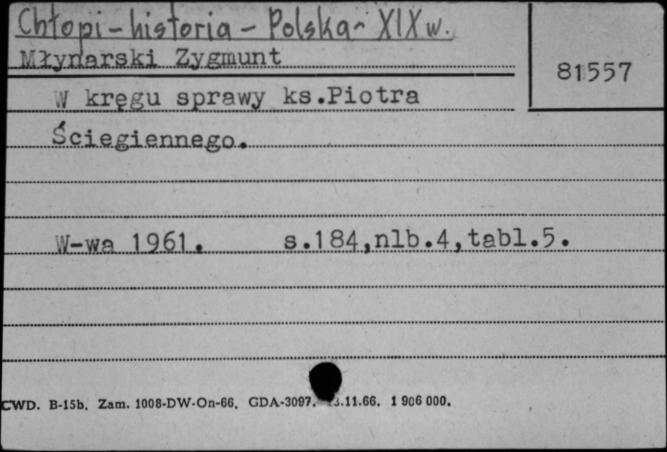 Chłopi-historia-Polska-XIXw.
Młynarski Zygmunt
81557
W kręgu sprawy ks.Piotra
Ściegiennego.
W-wa 1961. s.184,nlb.4,tabl.5.
CWD. B-15b. Zam. 1008-DW-On-66. GDA-3097. .11.66. 1 906 000.